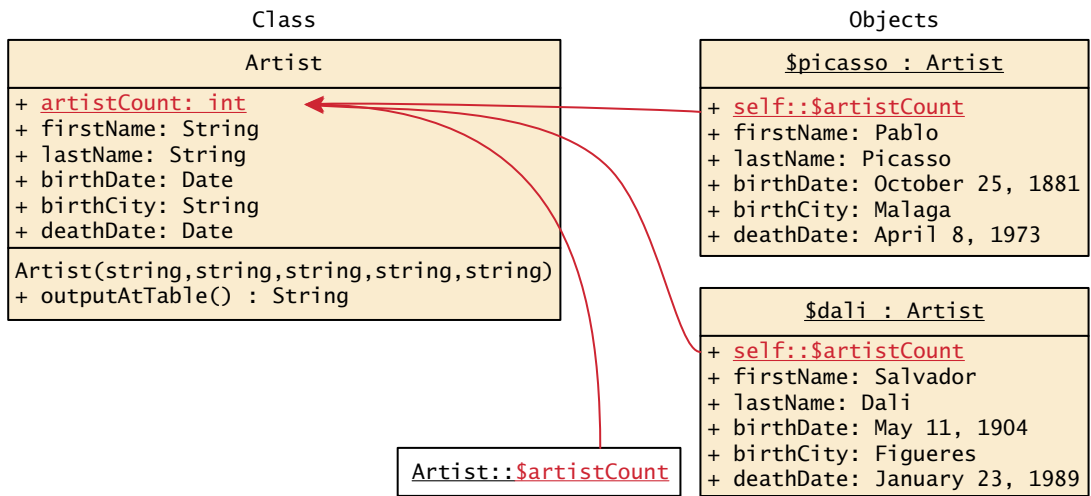 Class
Artist
+ artistCount: int
+ firstName: String
+ lastName: String
+ birthDate: Date
+ birthCity: String
+ deathDate: Date
Artist(string,string,string,string,string)
+ outputAtTable() : String
Objects
$picasso : Artist
+ self::$artistCount
+ firstName: Pablo
+ lastName: Picasso
+ birthDate: October 25, 1881
+ birthCity: Malaga
+ deathDate: April 8, 1973
$dali : Artist
+ self::$artistCount
+ firstName: Salvador
+ lastName: Dali
+ birthDate: May 11, 1904
+ birthCity: Figueres
+ deathDate: January 23, 1989
Artist::$artistCount